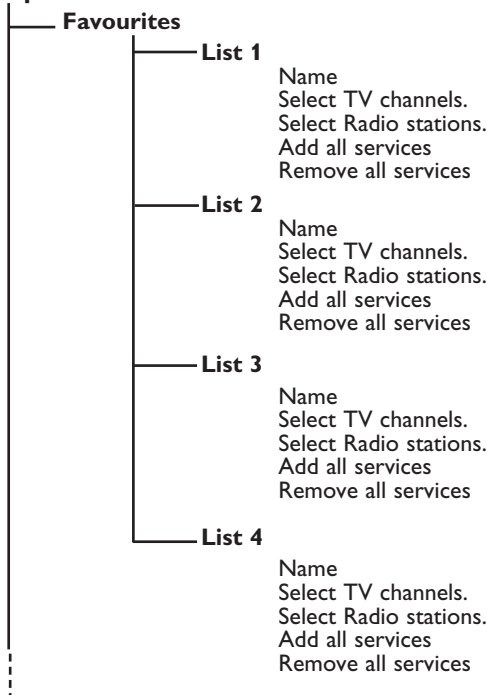 Favourites
List 1
Name
Select TV channels.
Select Radio stations.
Add all services
Remove all services
List 2
Name
Select TV channels.
Select Radio stations.
Add all services
Remove all services
List 3
Name
Select TV channels.
Select Radio stations.
Add all services
Remove all services
List 4
Name
Select TV channels.
Select Radio stations.
Add all services
Remove all services